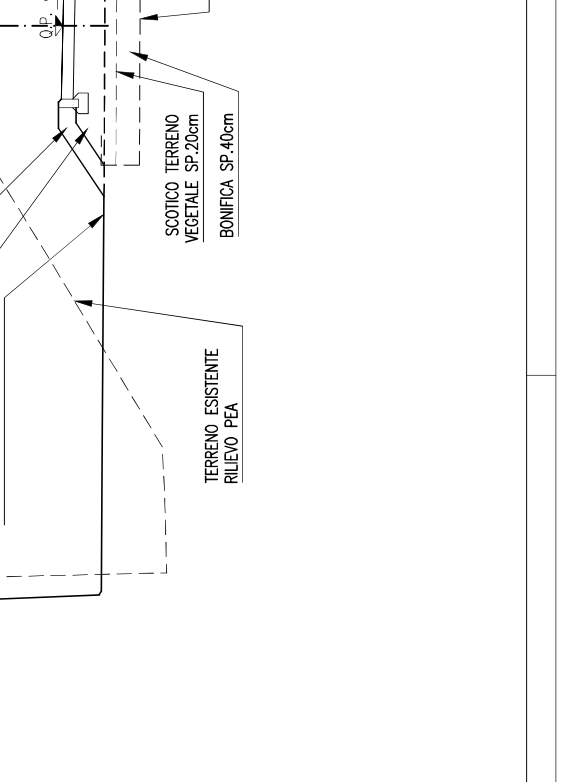 Q.P.
SCOTICO TERRENO
VEGETALE SP.20cm
BONIFICA SP.40cm
TERRENO ESISTENTE
RILIEVO PEA